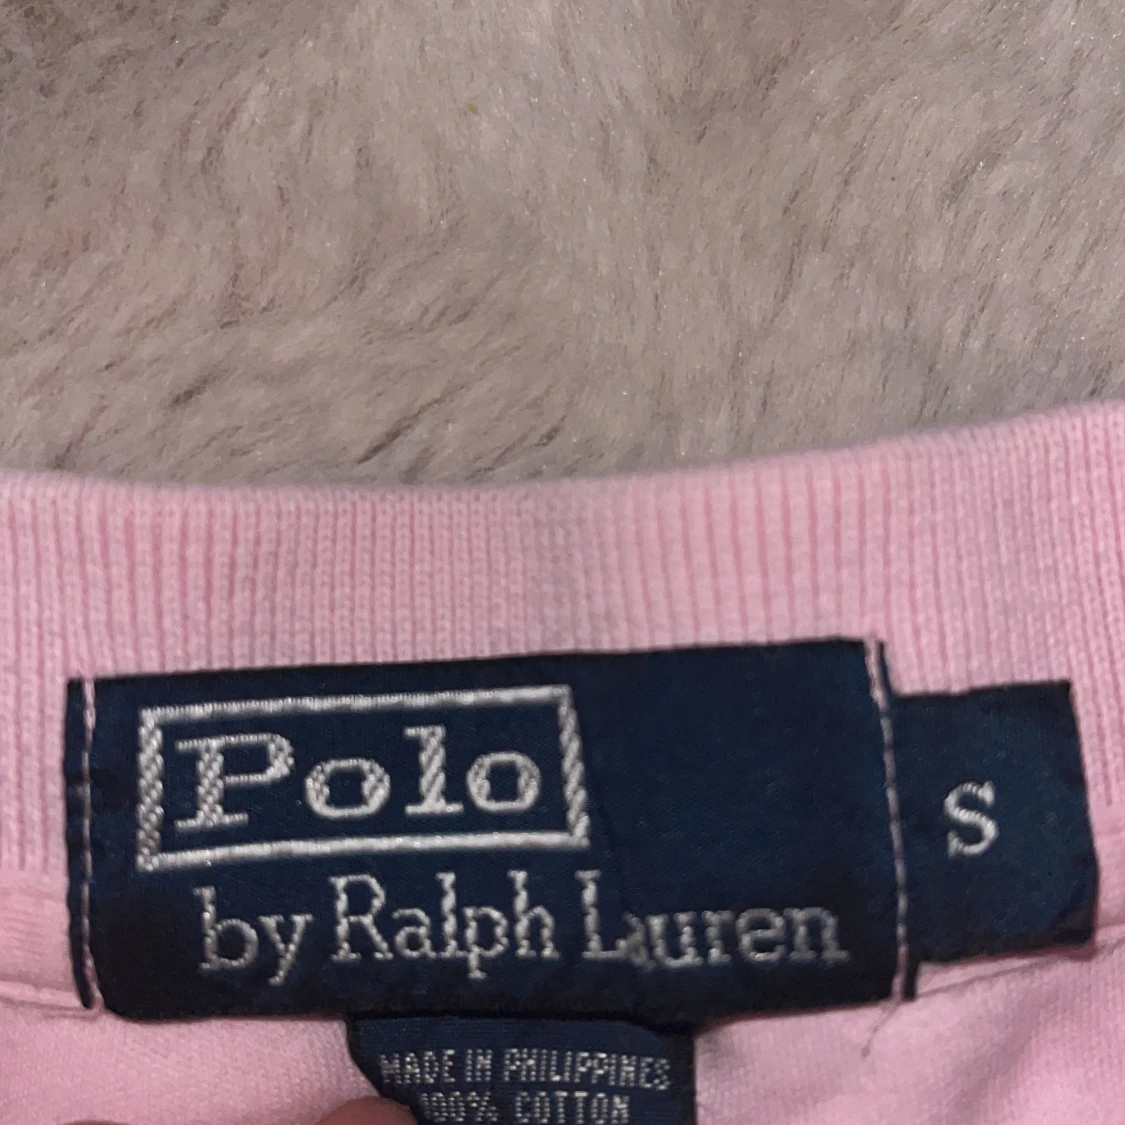 Polo
by Ralph Lauren
S
MADE IN PHILIPPINES
100% COTTON